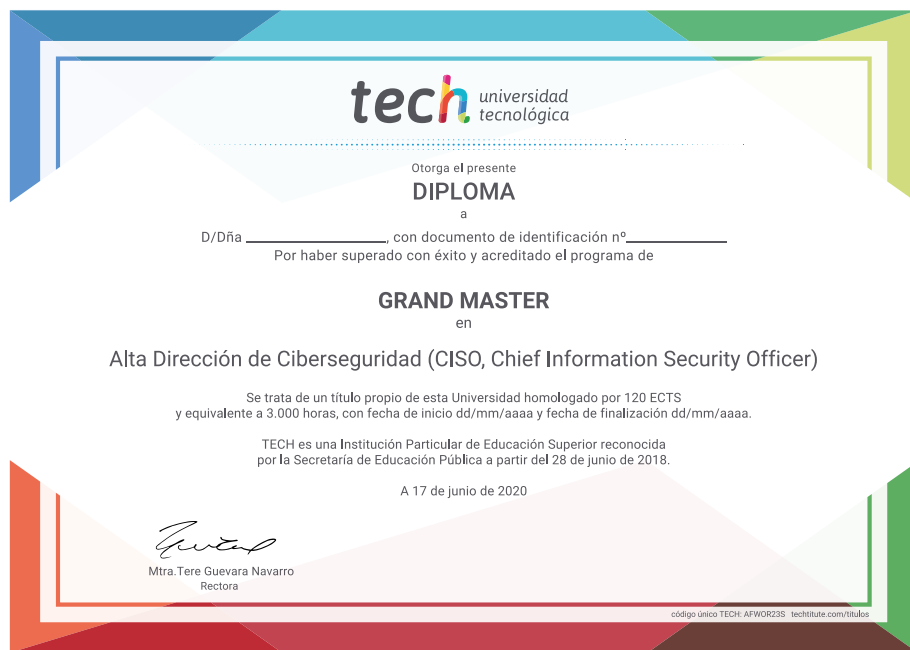 tech universidad
tecnológica
Otorga el presente
DIPLOMA
a
D/Dña ______________, con documento de identificación nº__________
Por haber superado con éxito y acreditado el programa de
GRAND MASTER
en
Alta Dirección de Ciberseguridad (CISO, Chief Information Security Officer)
Se trata de un título propio de esta Universidad homologado por 120 ECTS
y equivalente a 3.000 horas, con fecha de inicio dd/mm/aaaa y fecha de finalización dd/mm/aaaa.
TECH es una Institución Particular de Educación Superior reconocida
por la Secretaría de Educación Pública a partir del 28 de junio de 2018.
A 17 de junio de 2020
Mtra.Tere Guevara Navarro
Rectora
código único TECH: AFWOR23S techtitute.com/titulos